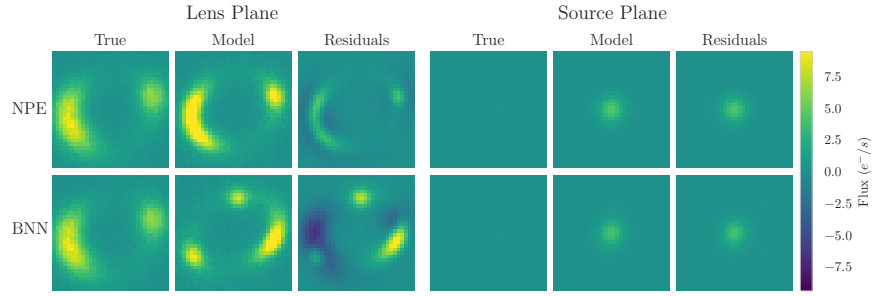 Lens Plane Source Plane
True Model Residuals True Model Residuals
NPE
BNN
7.5
5.0
2.5
0.0
−2.5
−5.0
−7.5
Flux (e⁻/s)